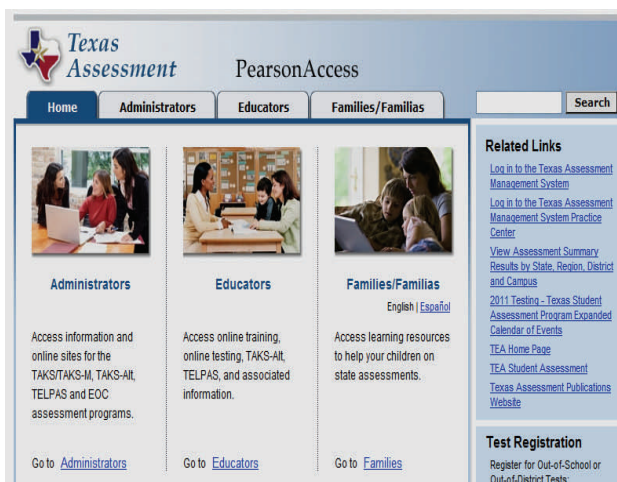 Texas
Assessment
PearsonAccess
Home
Administrators
Educators
Families/Familias
Search
Administrators
Access information and
online sites for the
TAKS/TAKS-M, TAKS-Alt,
TELPAS and EOC
assessment programs.
Go to Administrators
Educators
Access online training,
online testing, TAKS-Alt,
TELPAS, and associated
information.
Go to Educators
Families/Familias
English | Español
Access learning resources
to help your children on
state assessments.
Go to Families
Related Links
Log in to the Texas Assessment
Management System
Log in to the Texas Assessment
Management System Practice
Center
View Assessment Summary
Results by State, Region, District
and Campus
2011 Testing - Texas Student
Assessment Program Expanded
Calendar of Events
TEA Home Page
TEA Student Assessment
Texas Assessment Publications
Website
Test Registration
Register for Out-of-School or
Out-of-District Tests: